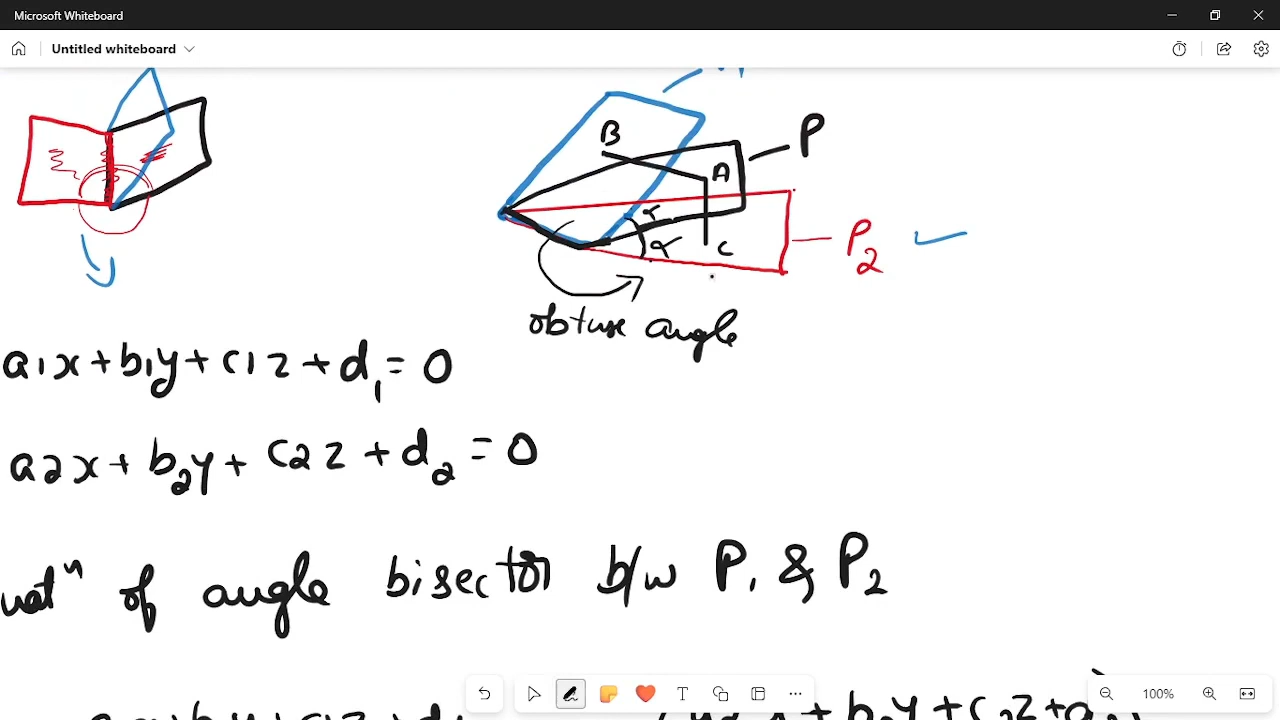 Microsoft Whiteboard
Untitled whiteboard
B
A
P
α
α
C
P2
obtuse angle
a1x+b1y+c1z+d1=0
a2x+b2y+c2z+d2=0
of angle bisector b/w P1 & P2
100%